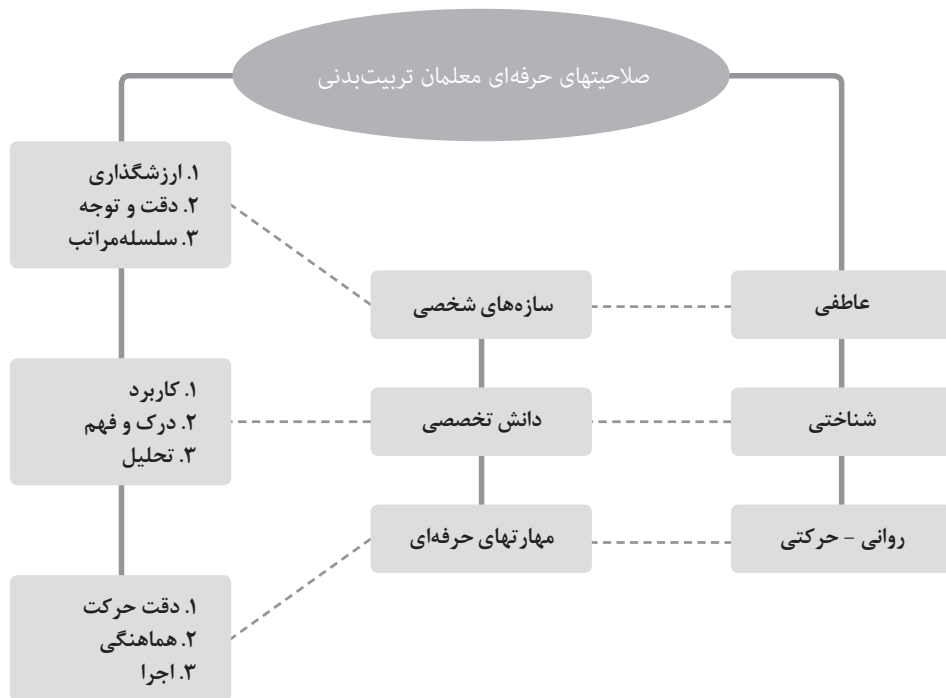 صلاحیتهای حرفه‌ای معلمان تربیت‌بدنی
عاطفی
سازه‌های شخصی
۱. ارزشگذاری
۲. دقت و توجه
۳. سلسله‌مراتب
شناختی
دانش تخصصی
۱. کاربرد
۲. درک و فهم
۳. تحلیل
روانی - حرکتی
مهارتهای حرفه‌ای
۱. دقت حرکت
۲. هماهنگی
۳. اجرا